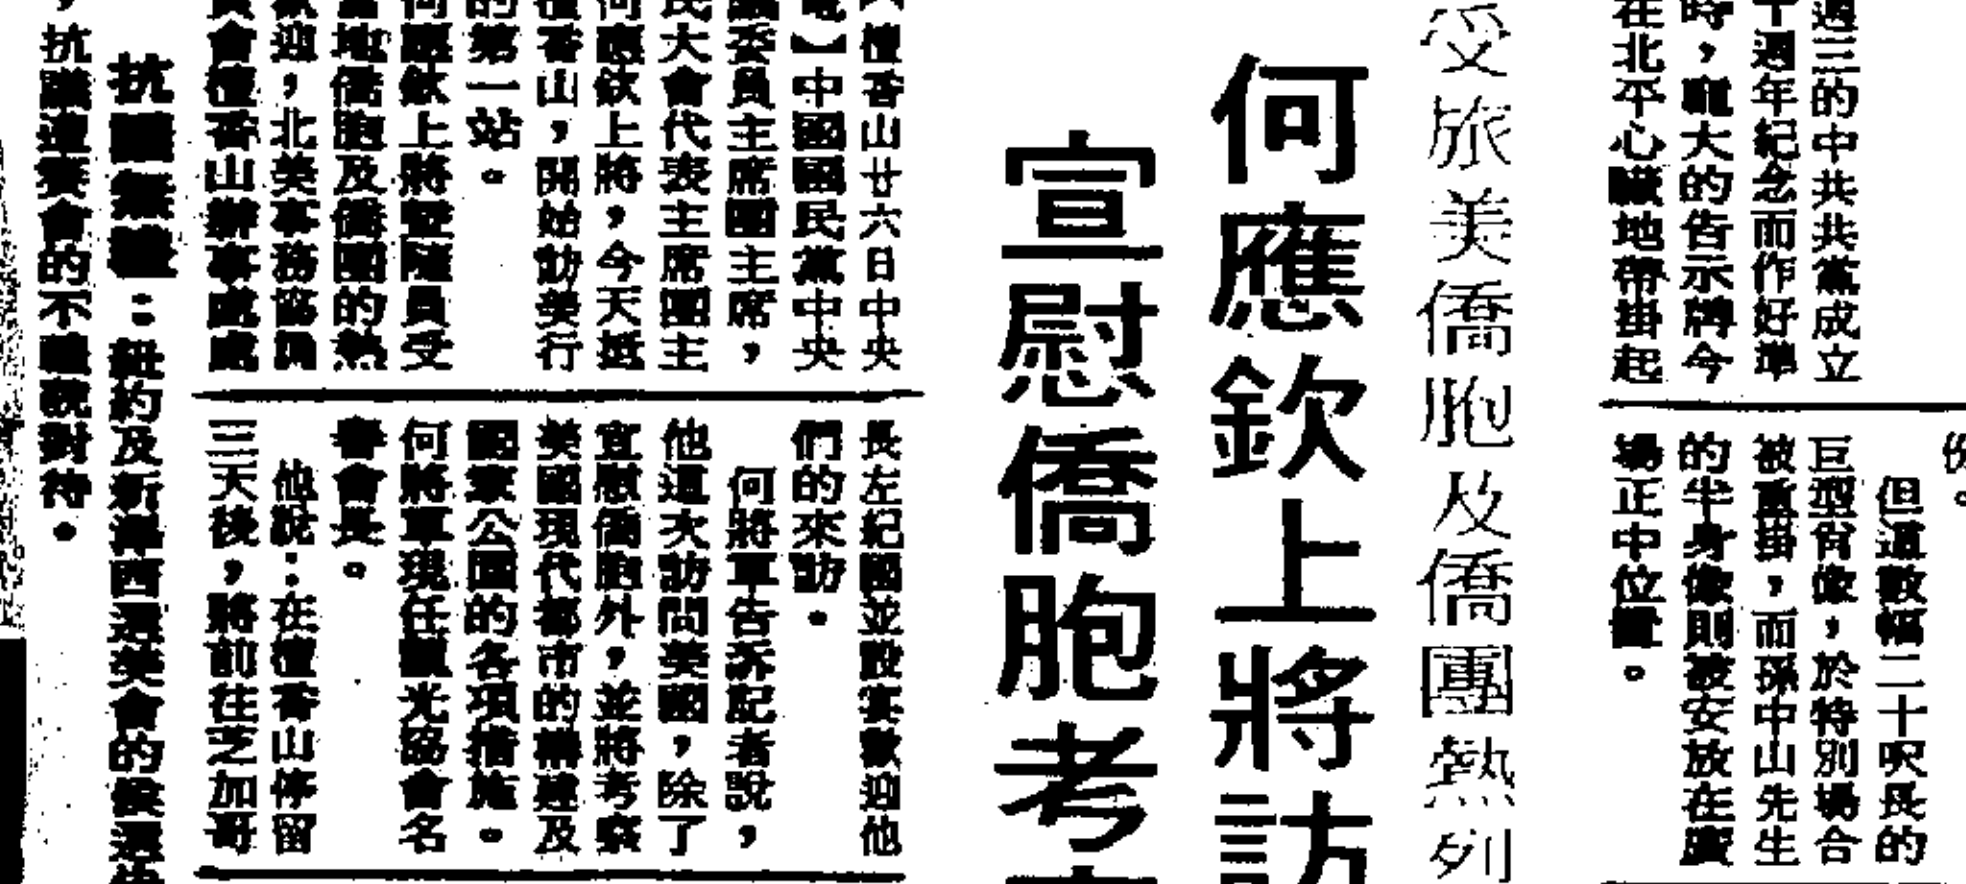 週三的中共共黨成立
十週年紀念而作好準
時，龐大的告示牌今
在北平心臟地帶掛起
份。
但這數幅二十呎長的
巨型肖像，於特別場合
被重掛，而孫中山先生
的半身像則被安放在廣
場正中位置。
受旅美僑胞及僑團熱列
何應欽上將訪
宣慰僑胞考
檀香山廿六日中央
電】中國國民黨中央
議委員主席團主席，
民大會代表主席團主
何應欽上將，今天抵
檀香山，開始訪美行
的第一站。
何應欽上將暨隨員受
當地僑胞及僑團的熱
歡迎，北美事務協調
員會檀香山辦事處處
長左紀國並設宴歡迎他
們的來訪。
何將軍告訴記者說，
他這次訪問美國，除了
宣慰僑胞外，並將考察
美國現代都市的構建及
國家公園的各項措施。
何將軍現任觀光協會名
譽會長。
他說：在檀香山停留
三天後，將前往芝加哥
抗議無效：紐約及新澤西選美會的候選
，抗議選美會的不雅觀對待。